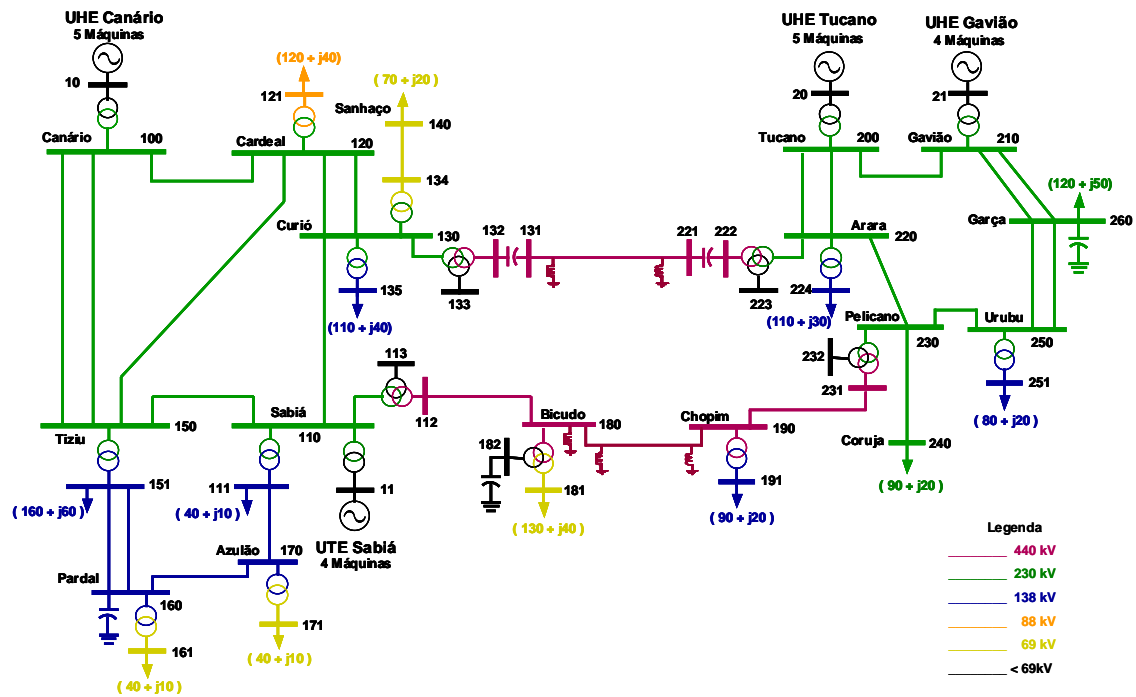 UHE Canário
5 Máquinas
10
Canário
100
(120 + j40)
121
Cardeal
120
( 70 + j20)
Sanhaço
140
134
Curió
130
132
131
133
135
(110 + j40)
UHE Tucano
5 Máquinas
20
Tucano
200
UHE Gavião
4 Máquinas
21
Gavião
210
(120 + j50)
Garça
260
221
222
223
Arara
220
224
(110 + j30)
Pelicano
230
232
231
Urubu
250
251
( 80 + j20)
Coruja
240
(90 + j20)
113
112
Tiziu
150
Sabiá
110
Bicudo
180
182
181
( 130 + j40 )
Chopim
190
191
(90 + j20 )
151
( 160 + j60 )
111
( 40 + j10 )
11
UTE Sabiá
4 Máquinas
Azulão
170
Pardal
160
171
( 40 + j10 )
161
( 40 + j10 )
Legenda
440 kV
230 kV
138 kV
88 kV
69 kV
< 69kV